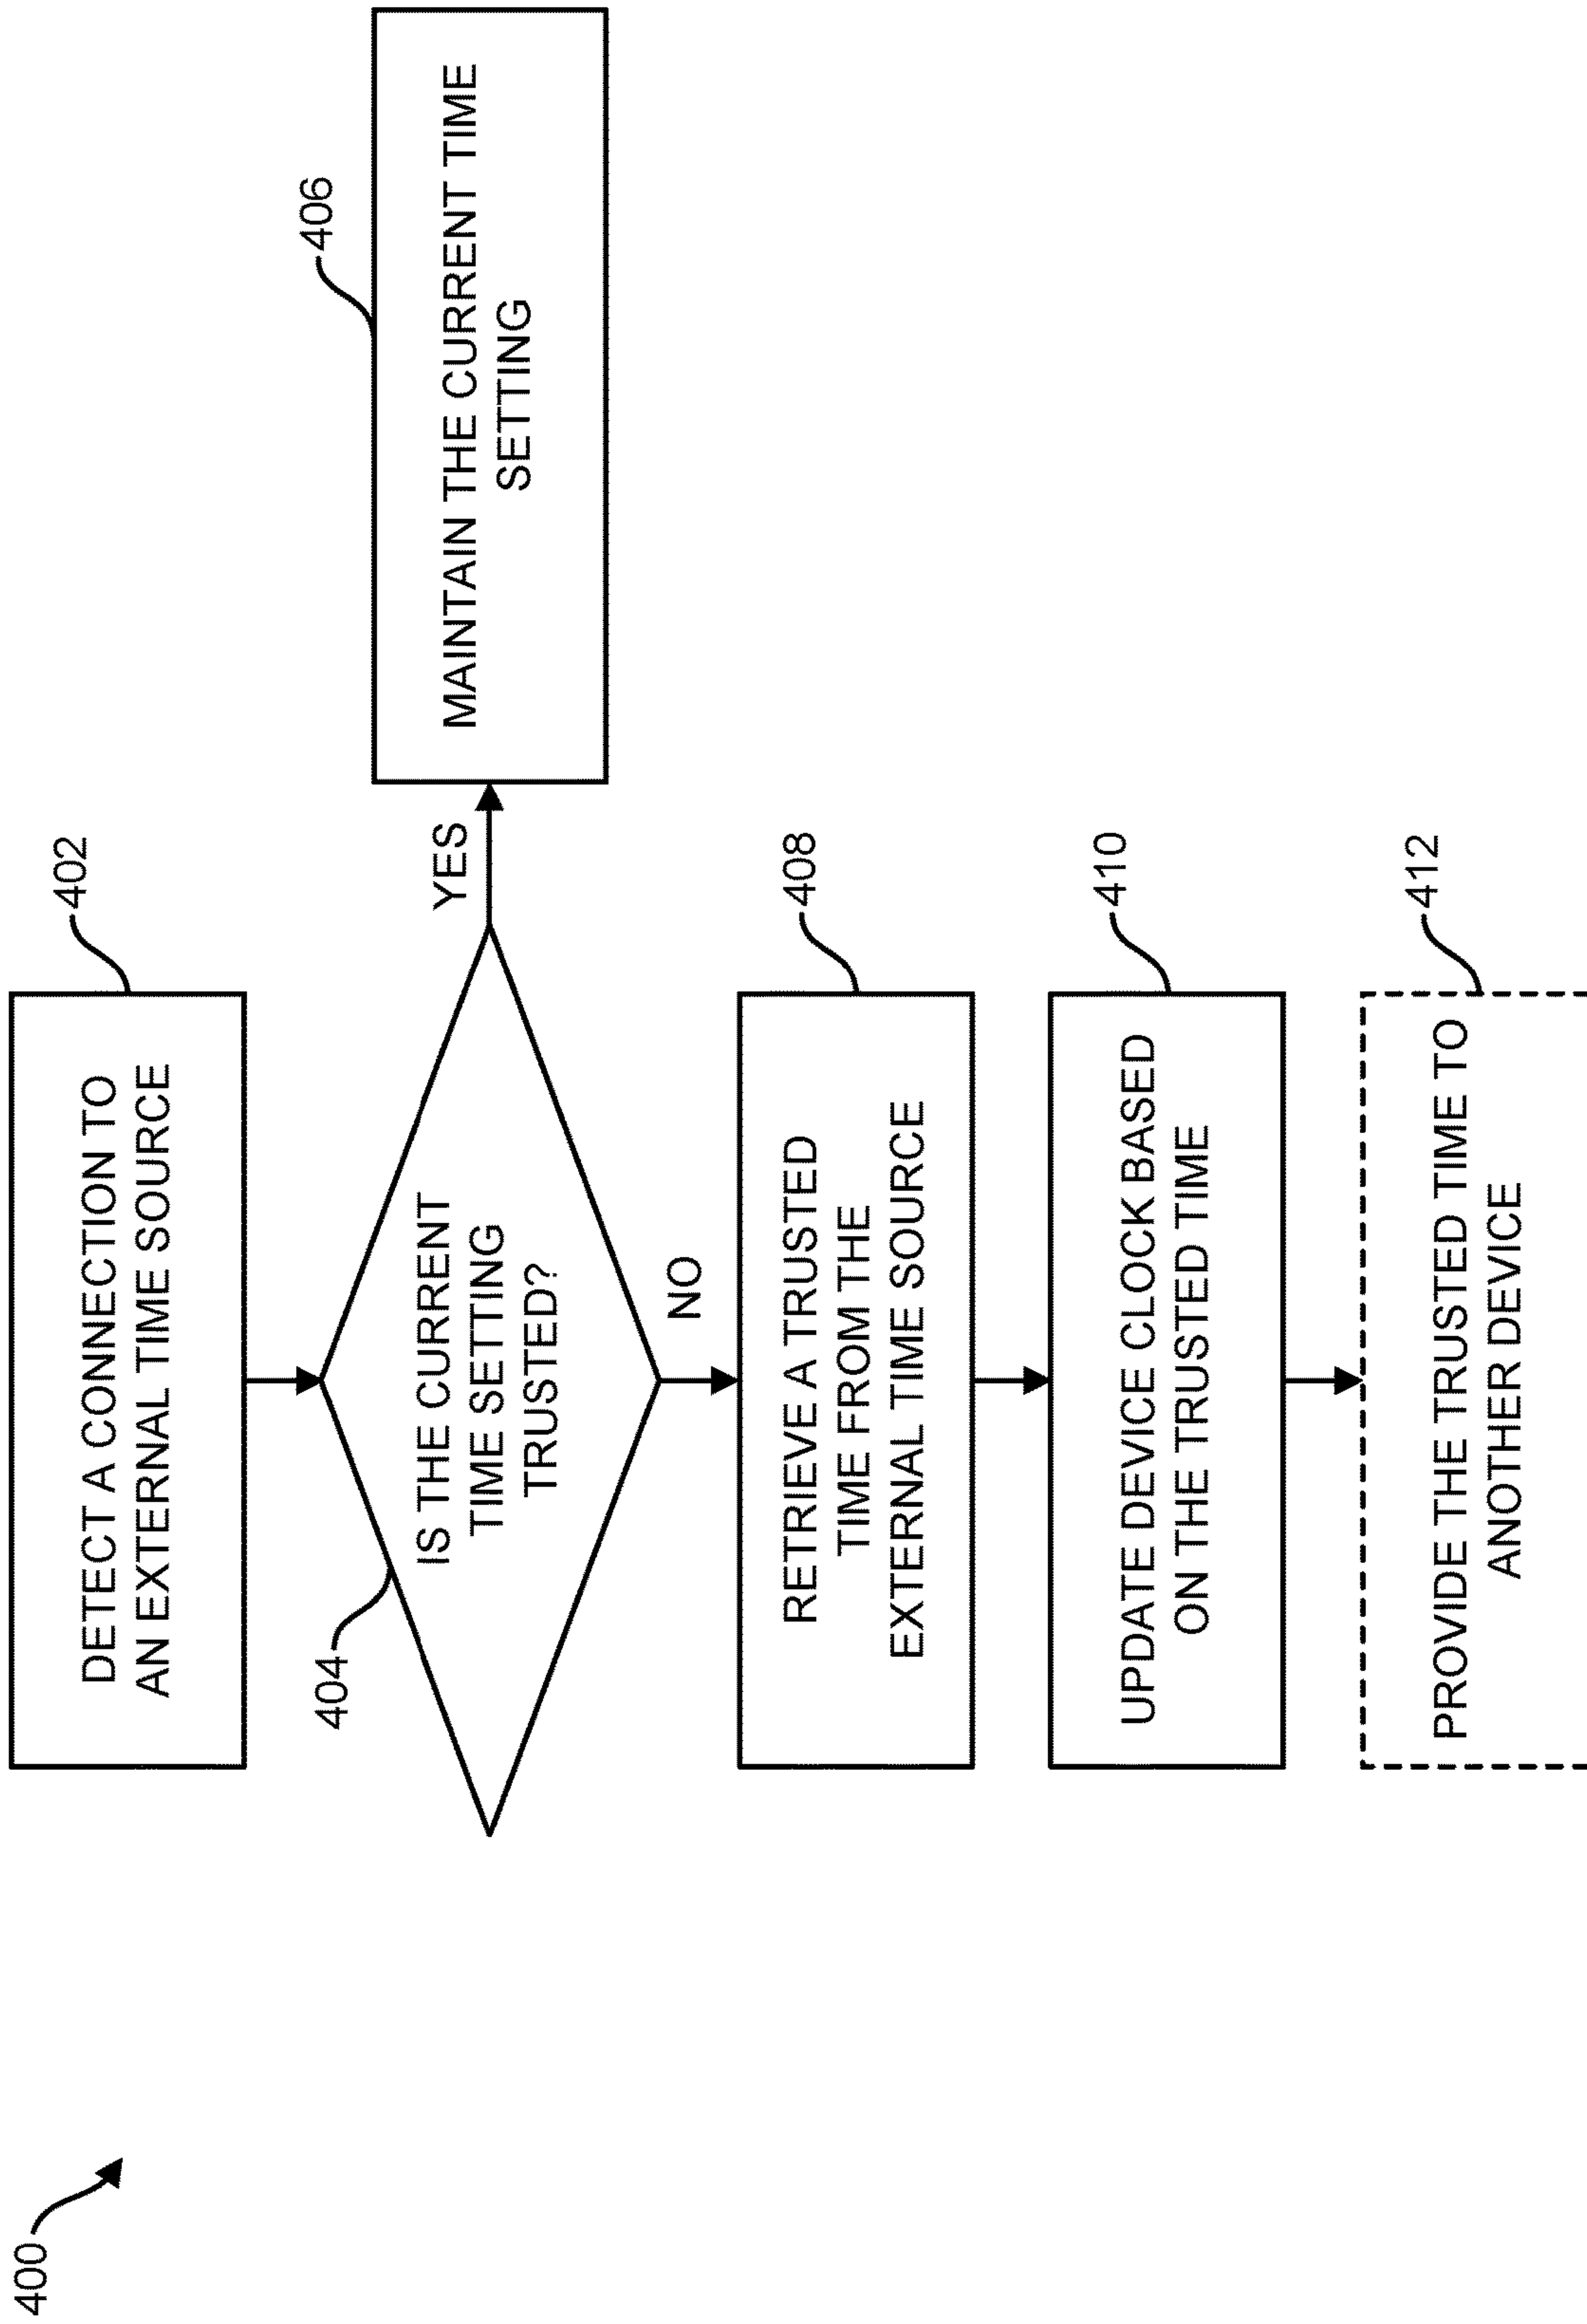 400
402
DETECT A CONNECTION TO
AN EXTERNAL TIME SOURCE
404
IS THE CURRENT
TIME SETTING
TRUSTED?
YES
406
MAINTAIN THE CURRENT TIME
SETTING
NO
408
RETRIEVE A TRUSTED
TIME FROM THE
EXTERNAL TIME SOURCE
410
UPDATE DEVICE CLOCK BASED
ON THE TRUSTED TIME
412
PROVIDE THE TRUSTED TIME TO
ANOTHER DEVICE